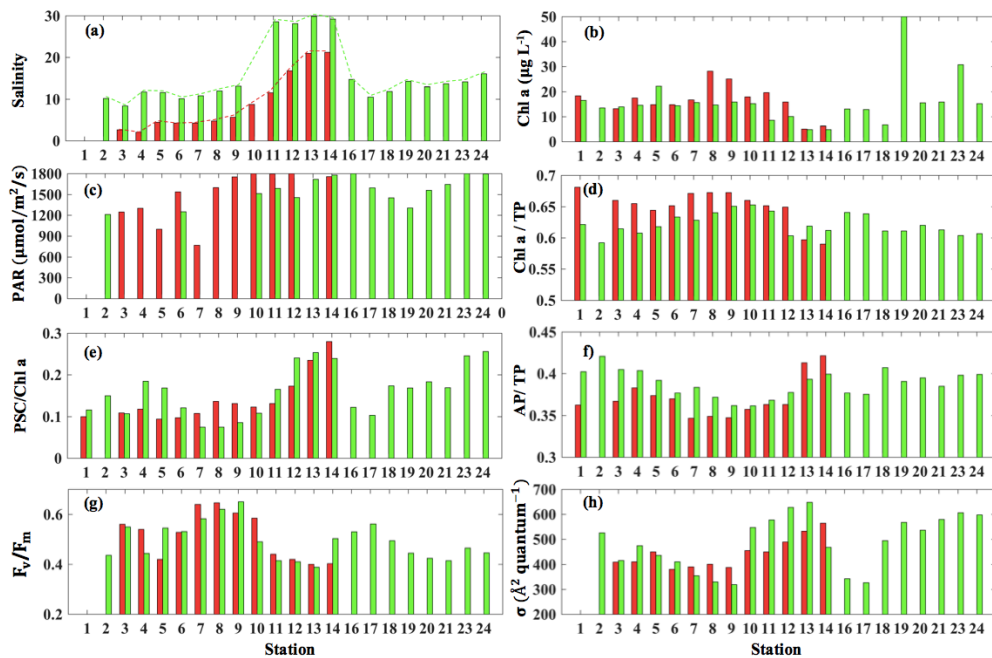 (a)
Salinity
30
20
10
0
1 2 3 4 5 6 7 8 9 10 11 12 13 14 16 17 18 19 20 21 23 24
(b)
Chl a (µg L-1)
50
40
30
20
10
0
1 2 3 4 5 6 7 8 9 10 11 12 13 14 16 17 18 19 20 21 23 24
(c)
PAR (µmol/m2/s)
1800
1500
1200
900
600
300
0
1 2 3 4 5 6 7 8 9 10 11 12 13 14 16 17 18 19 20 21 23 24 0
(d)
Chl a / TP
0.7
0.65
0.6
0.55
0.5
1 2 3 4 5 6 7 8 9 10 11 12 13 14 16 17 18 19 20 21 23 24
(e)
PSC/Chl a
0.3
0.2
0.1
0
1 2 3 4 5 6 7 8 9 10 11 12 13 14 16 17 18 19 20 21 23 24
(f)
AP/ TP
0.45
0.4
0.35
0.3
1 2 3 4 5 6 7 8 9 10 11 12 13 14 16 17 18 19 20 21 23 24
(g)
Fv/Fm
0.6
0.4
0.2
1 2 3 4 5 6 7 8 9 10 11 12 13 14 16 17 18 19 20 21 23 24
Station
(h)
σ (Å2 quantum−1)
700
600
500
400
300
200
1 2 3 4 5 6 7 8 9 10 11 12 13 14 16 17 18 19 20 21 23 24
Station